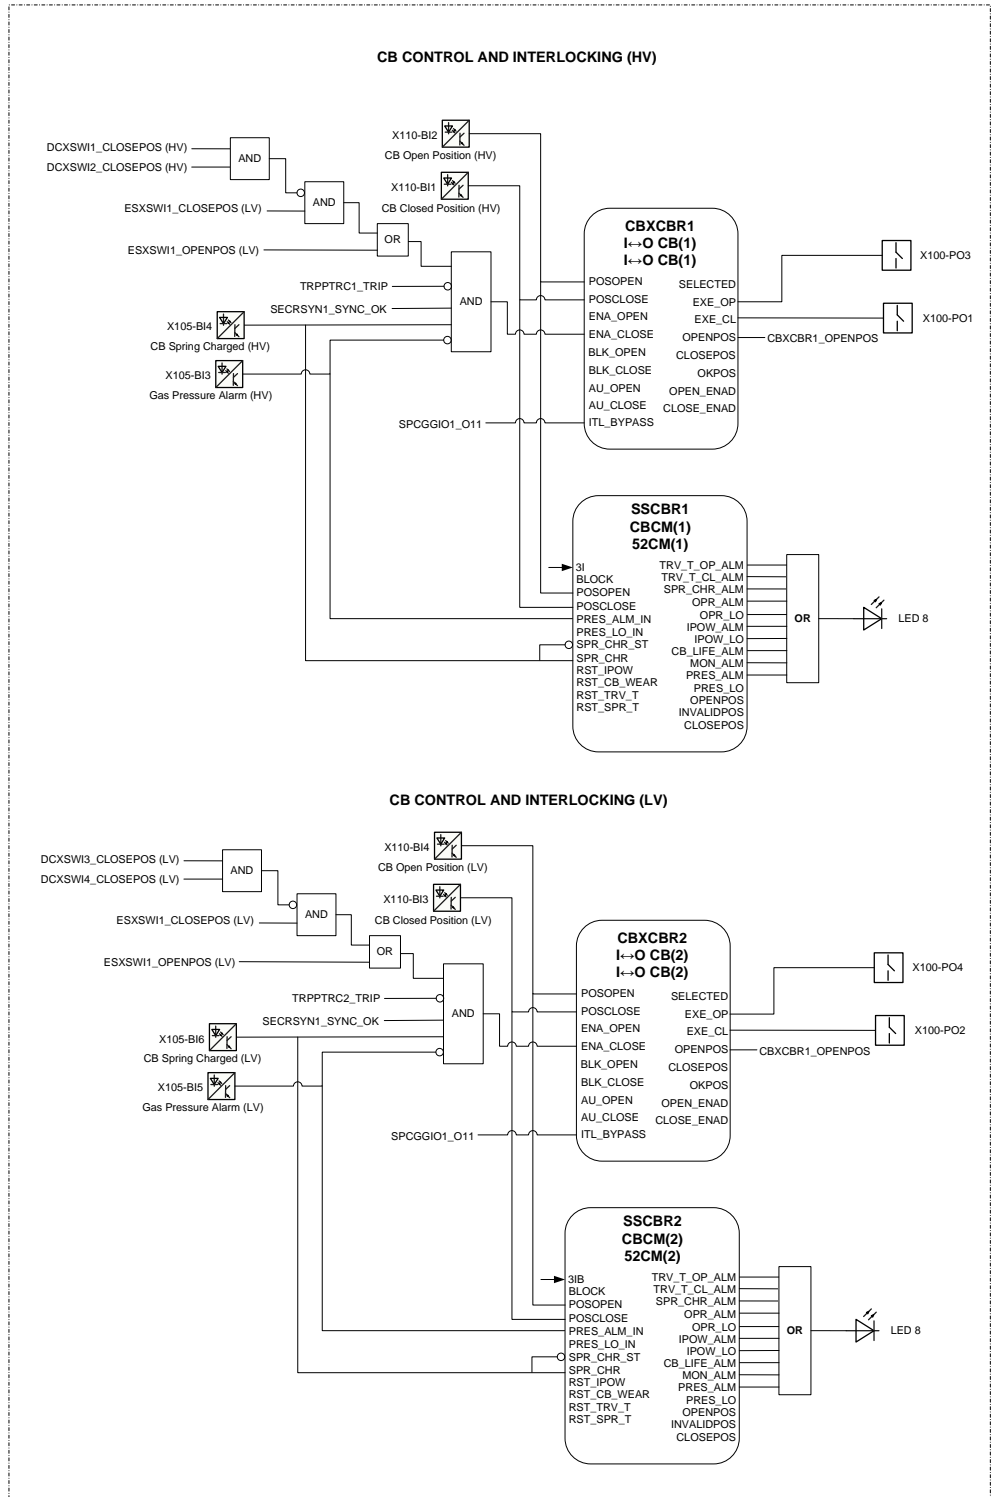 CB CONTROL AND INTERLOCKING (HV)
X110-BI2
CB Open Position (HV)
DCXSWI1_CLOSEPOS (HV)
DCXSWI2_CLOSEPOS (HV)
AND
X110-BI1
CB Closed Position (HV)
ESXSWI1_CLOSEPOS (LV)
AND
ESXSWI1_OPENPOS (LV)
OR
TRPPTRC1_TRIP
SECRSYN1_SYNC_OK
AND
X105-BI4
CB Spring Charged (HV)
X105-BI3
Gas Pressure Alarm (HV)
SPCGGIO1_O11
CBXCBR1
I↔O CB(1)
I↔O CB(1)
POSOPEN
POSCLOSE
ENA_OPEN
ENA_CLOSE
BLK_OPEN
BLK_CLOSE
AU_OPEN
AU_CLOSE
ITL_BYPASS
SELECTED
EXE_OP
EXE_CL
OPENPOS
CLOSEPOS
OKPOS
OPEN_ENAD
CLOSE_ENAD
X100-PO3
X100-PO1
CBXCBR1_OPENPOS
SSCBR1
CBCM(1)
52CM(1)
3I
BLOCK
POSOPEN
POSCLOSE
PRES_ALM_IN
PRES_LO_IN
SPR_CHR_ST
SPR_CHR
RST_IPOW
RST_CB_WEAR
RST_TRV_T
RST_SPR_T
TRV_T_OP_ALM
TRV_T_CL_ALM
SPR_CHR_ALM
OPR_ALM
OPR_LO
IPOW_ALM
IPOW_LO
CB_LIFE_ALM
MON_ALM
PRES_ALM
PRES_LO
OPENPOS
INVALIDPOS
CLOSEPOS
OR
LED 8
CB CONTROL AND INTERLOCKING (LV)
X110-BI4
CB Open Position (LV)
DCXSWI3_CLOSEPOS (LV)
DCXSWI4_CLOSEPOS (LV)
AND
X110-BI3
CB Closed Position (LV)
ESXSWI1_CLOSEPOS (LV)
AND
ESXSWI1_OPENPOS (LV)
OR
TRPPTRC2_TRIP
SECRSYN1_SYNC_OK
AND
X105-BI6
CB Spring Charged (LV)
X105-BI5
Gas Pressure Alarm (LV)
SPCGGIO1_O11
CBXCBR2
I↔O CB(2)
I↔O CB(2)
POSOPEN
POSCLOSE
ENA_OPEN
ENA_CLOSE
BLK_OPEN
BLK_CLOSE
AU_OPEN
AU_CLOSE
ITL_BYPASS
SELECTED
EXE_OP
EXE_CL
OPENPOS
CLOSEPOS
OKPOS
OPEN_ENAD
CLOSE_ENAD
X100-PO4
X100-PO2
CBXCBR1_OPENPOS
SSCBR2
CBCM(2)
52CM(2)
3IB
BLOCK
POSOPEN
POSCLOSE
PRES_ALM_IN
PRES_LO_IN
SPR_CHR_ST
SPR_CHR
RST_IPOW
RST_CB_WEAR
RST_TRV_T
RST_SPR_T
TRV_T_OP_ALM
TRV_T_CL_ALM
SPR_CHR_ALM
OPR_ALM
OPR_LO
IPOW_ALM
IPOW_LO
CB_LIFE_ALM
MON_ALM
PRES_ALM
PRES_LO
OPENPOS
INVALIDPOS
CLOSEPOS
OR
LED 8